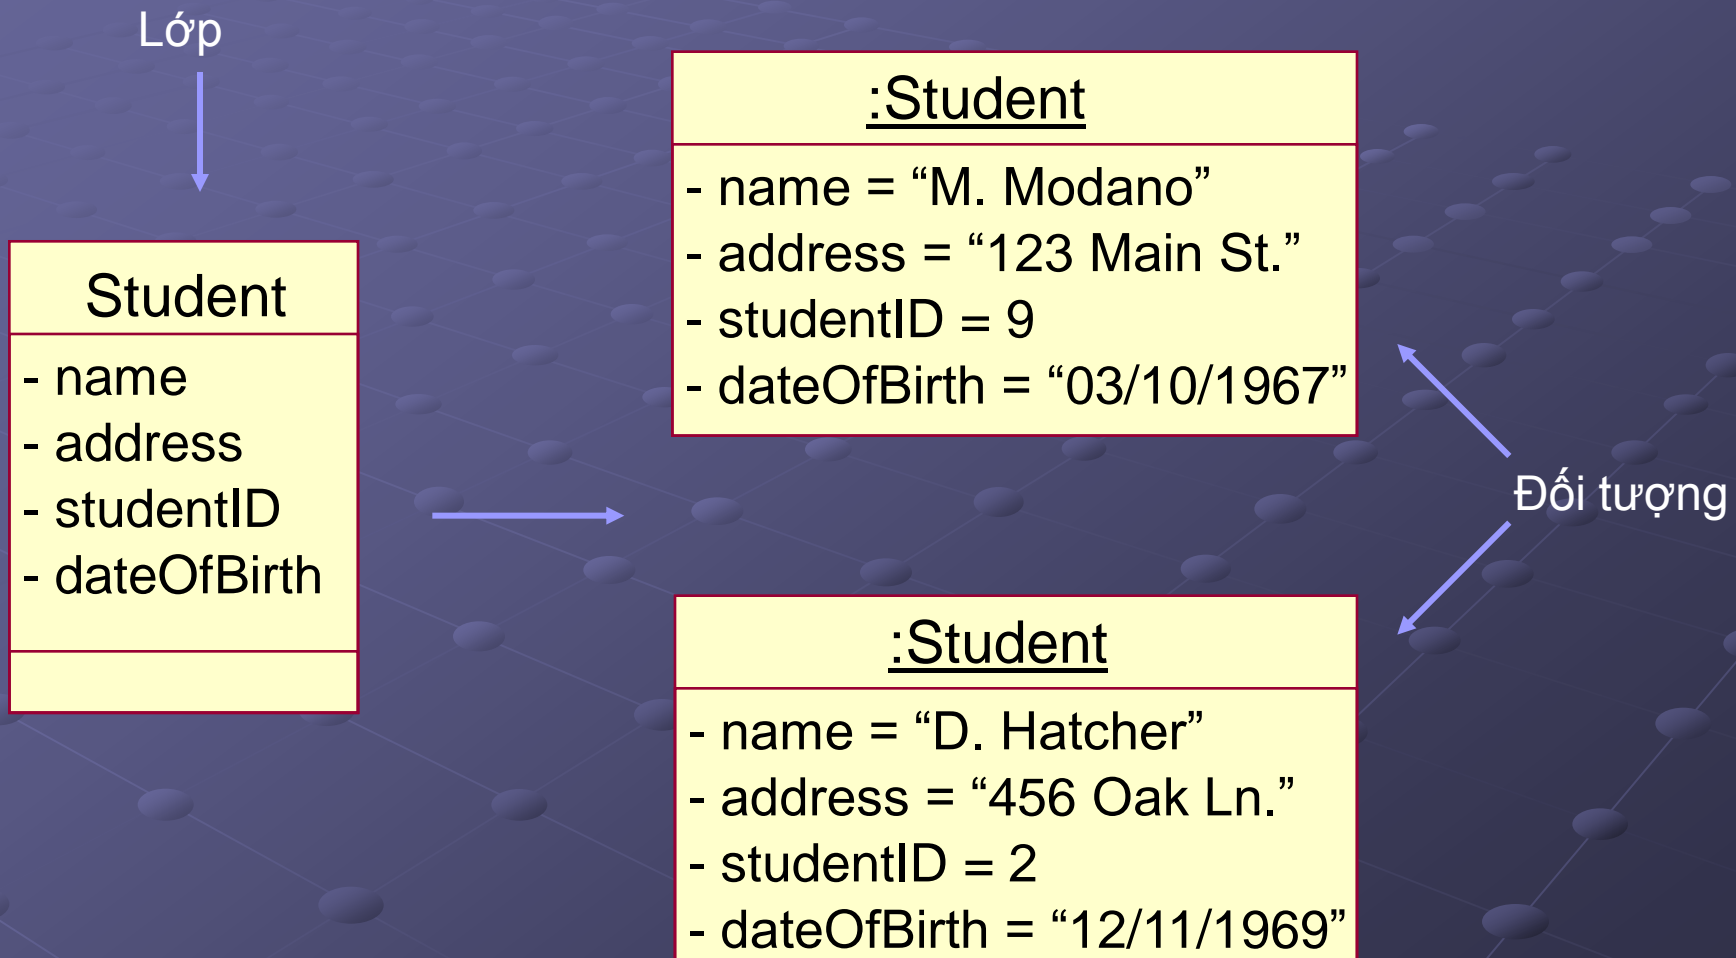 Lớp
Student
- name
- address
- studentID
- dateOfBirth
:Student
- name = “M. Modano”
- address = “123 Main St.”
- studentID = 9
- dateOfBirth = “03/10/1967”
Đối tượng
:Student
- name = “D. Hatcher”
- address = “456 Oak Ln.”
- studentID = 2
- dateOfBirth = “12/11/1969”